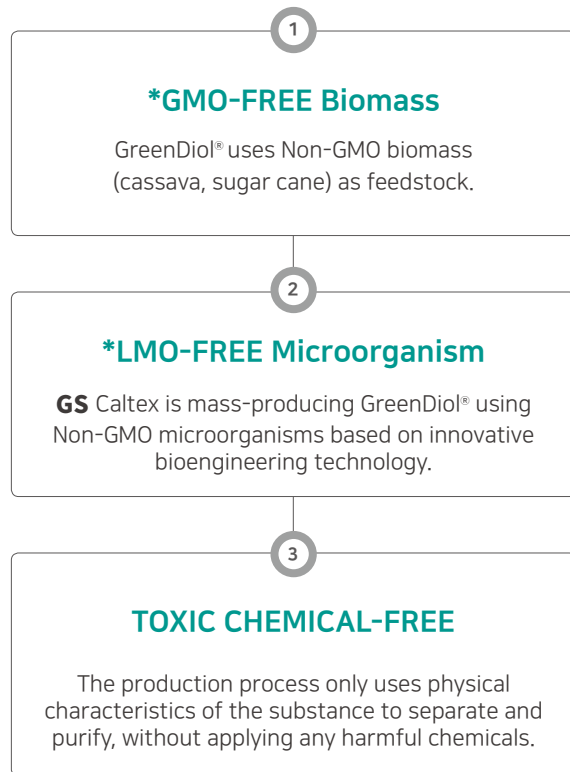 1
*GMO-FREE Biomass
GreenDiol® uses Non-GMO biomass
(cassava, sugar cane) as feedstock.
2
*LMO-FREE Microorganism
GS Caltex is mass-producing GreenDiol® using
Non-GMO microorganisms based on innovative
bioengineering technology.
3
TOXIC CHEMICAL-FREE
The production process only uses physical
characteristics of the substance to separate and
purify, without applying any harmful chemicals.